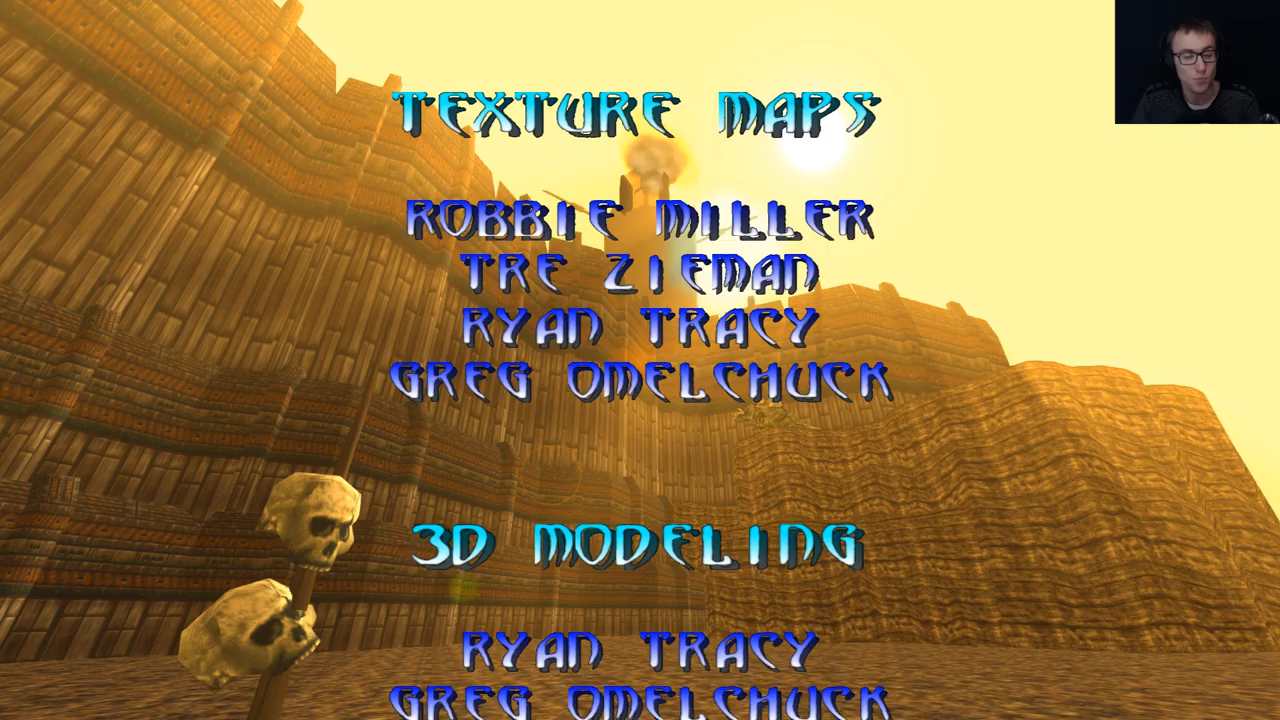 TEXTURE MAPS
ROBBIE MILLER
TRE ZIEMAN
RYAN TRACY
GREG OMELCHUCK
3D MODELING
RYAN TRACY
GREG OMELCHUCK